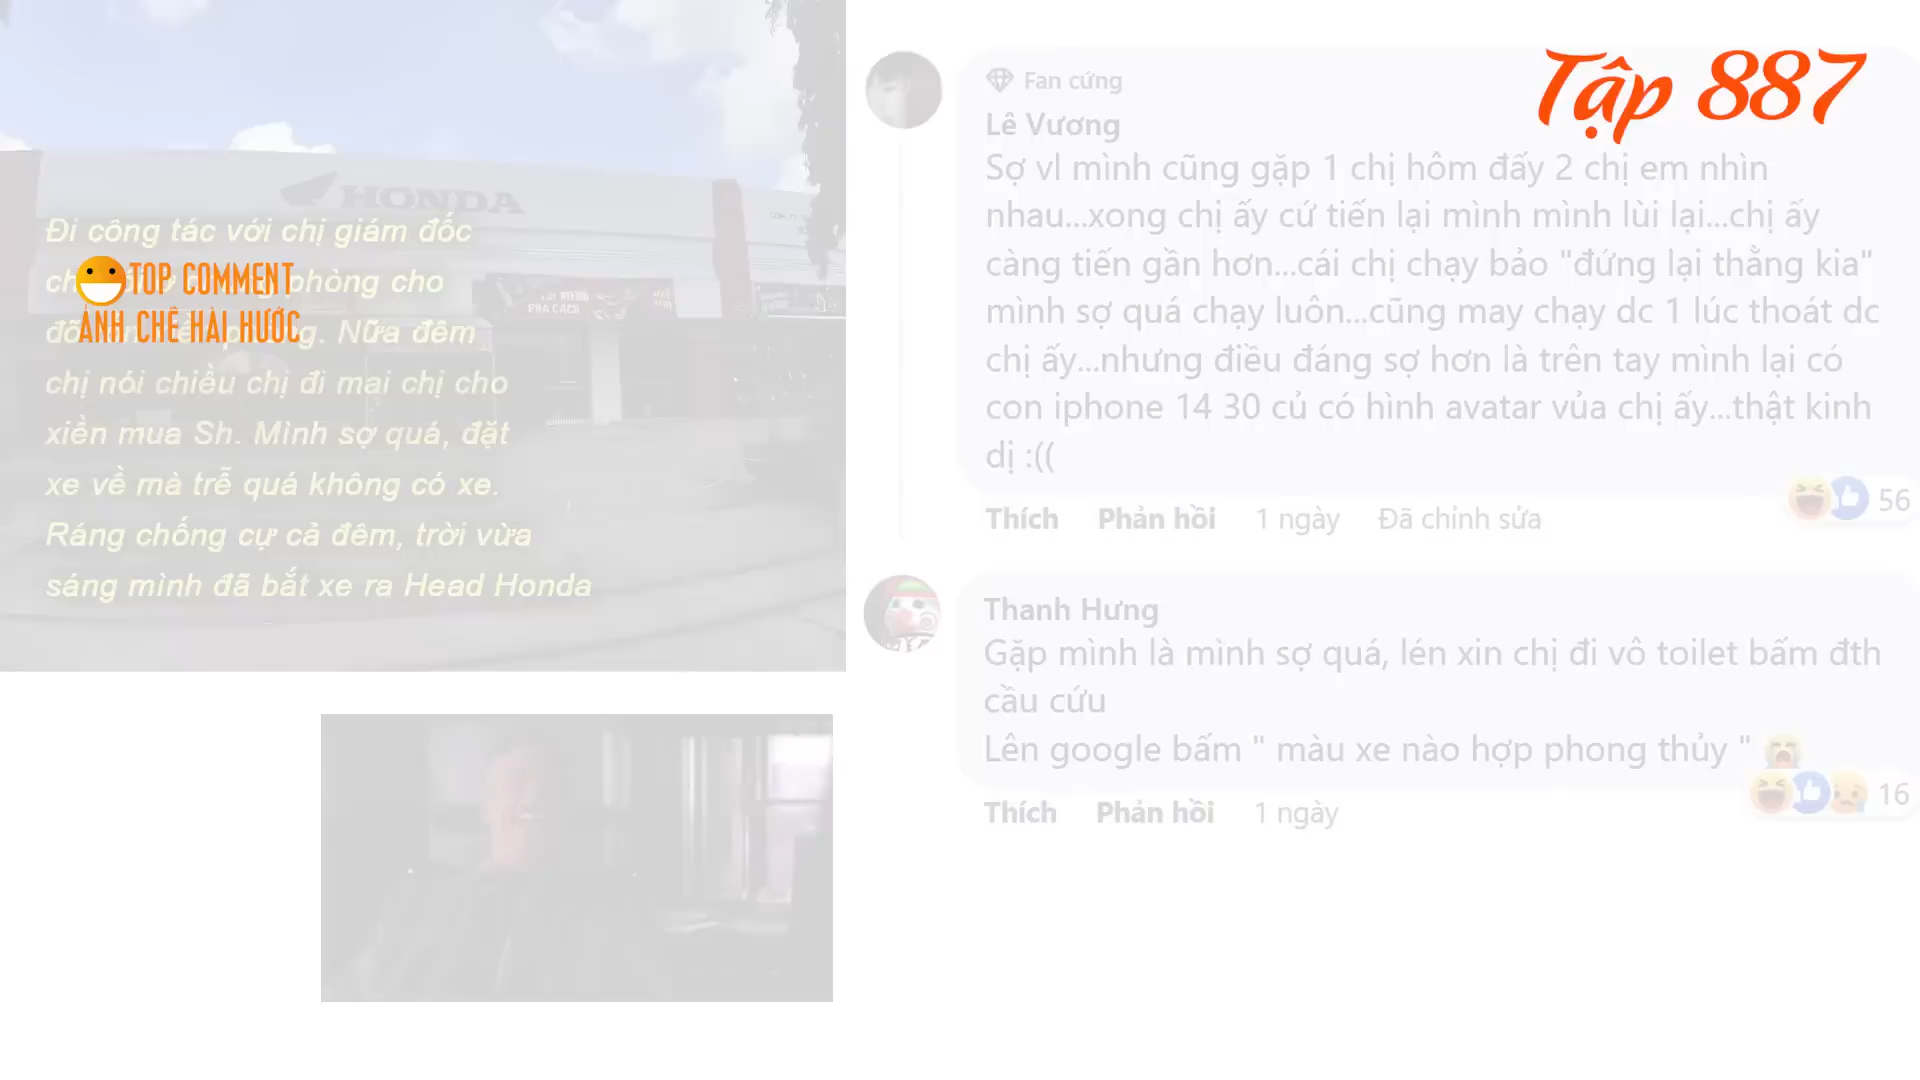 Tập 887
HONDA
Đi công tác với chị giám đốc
phòng cho
TOP COMMENT
ẢNH CHẾ HÀI HƯỚC
Nữa đêm
chị nói chiều chị đi mai chị cho
xiền mua Sh. Mình sợ quá, đặt
xe về mà trễ quá không có xe.
Ráng chống cự cả đêm, trời vừa
sáng mình đã bắt xe ra Head Honda
Fan cứng
Lê Vương
Sợ vl mình cũng gặp 1 chị hôm đấy 2 chị em nhìn
nhau...xong chị ấy cứ tiến lại mình mình lùi lại...chị ấy
càng tiến gần hơn...cái chị chạy bảo "đứng lại thằng kia"
mình sợ quá chạy luôn...cũng may chạy dc 1 lúc thoát dc
chị ấy...nhưng điều đáng sợ hơn là trên tay mình lại có
con iphone 14 30 củ có hình avatar vủa chị ấy...thật kinh
dị :((
Thích Phản hồi 1 ngày Đã chỉnh sửa 56
Thanh Hưng
Gặp mình là mình sợ quá, lén xin chị đi vô toilet bấm đth
cầu cứu
Lên google bấm " màu xe nào hợp phong thủy " 😭
Thích Phản hồi 1 ngày 16